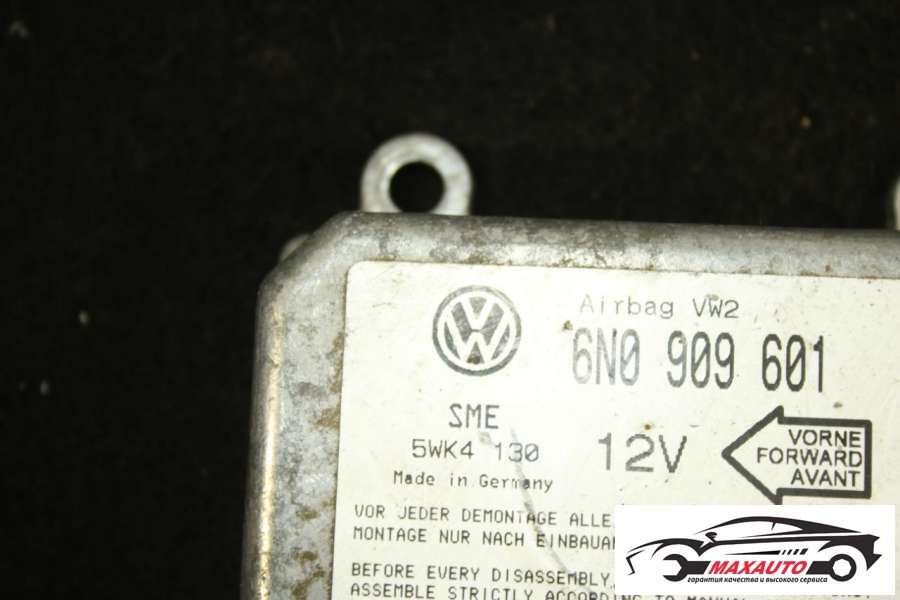 Airbag VW2
6N0 909 601
SME
5WK4 130
12V
Made in Germany
VORNE
FORWARD
AVANT
VOR JEDER DEMONTAGE ALLE
MONTAGE NUR NACH
BEFORE EVERY DISASSEMBLY,
ASSEMBLE STRICTLY ACCORDING TO
MAXAUTO
гарантия качества и высокого сервиса